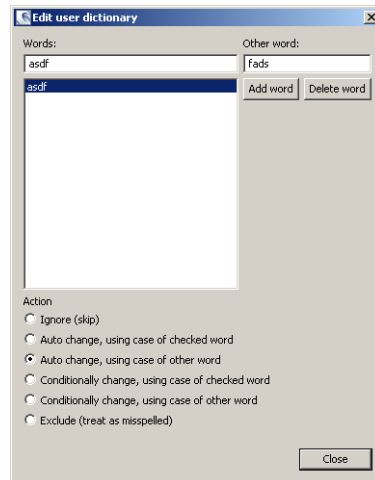 Edit user dictionary
Words:
Other word:
asdf
fads
asdf
Add word
Delete word
Action
Ignore (skip)
Auto change, using case of checked word
Auto change, using case of other word
Conditionally change, using case of checked word
Conditionally change, using case of other word
Exclude (treat as misspelled)
Close